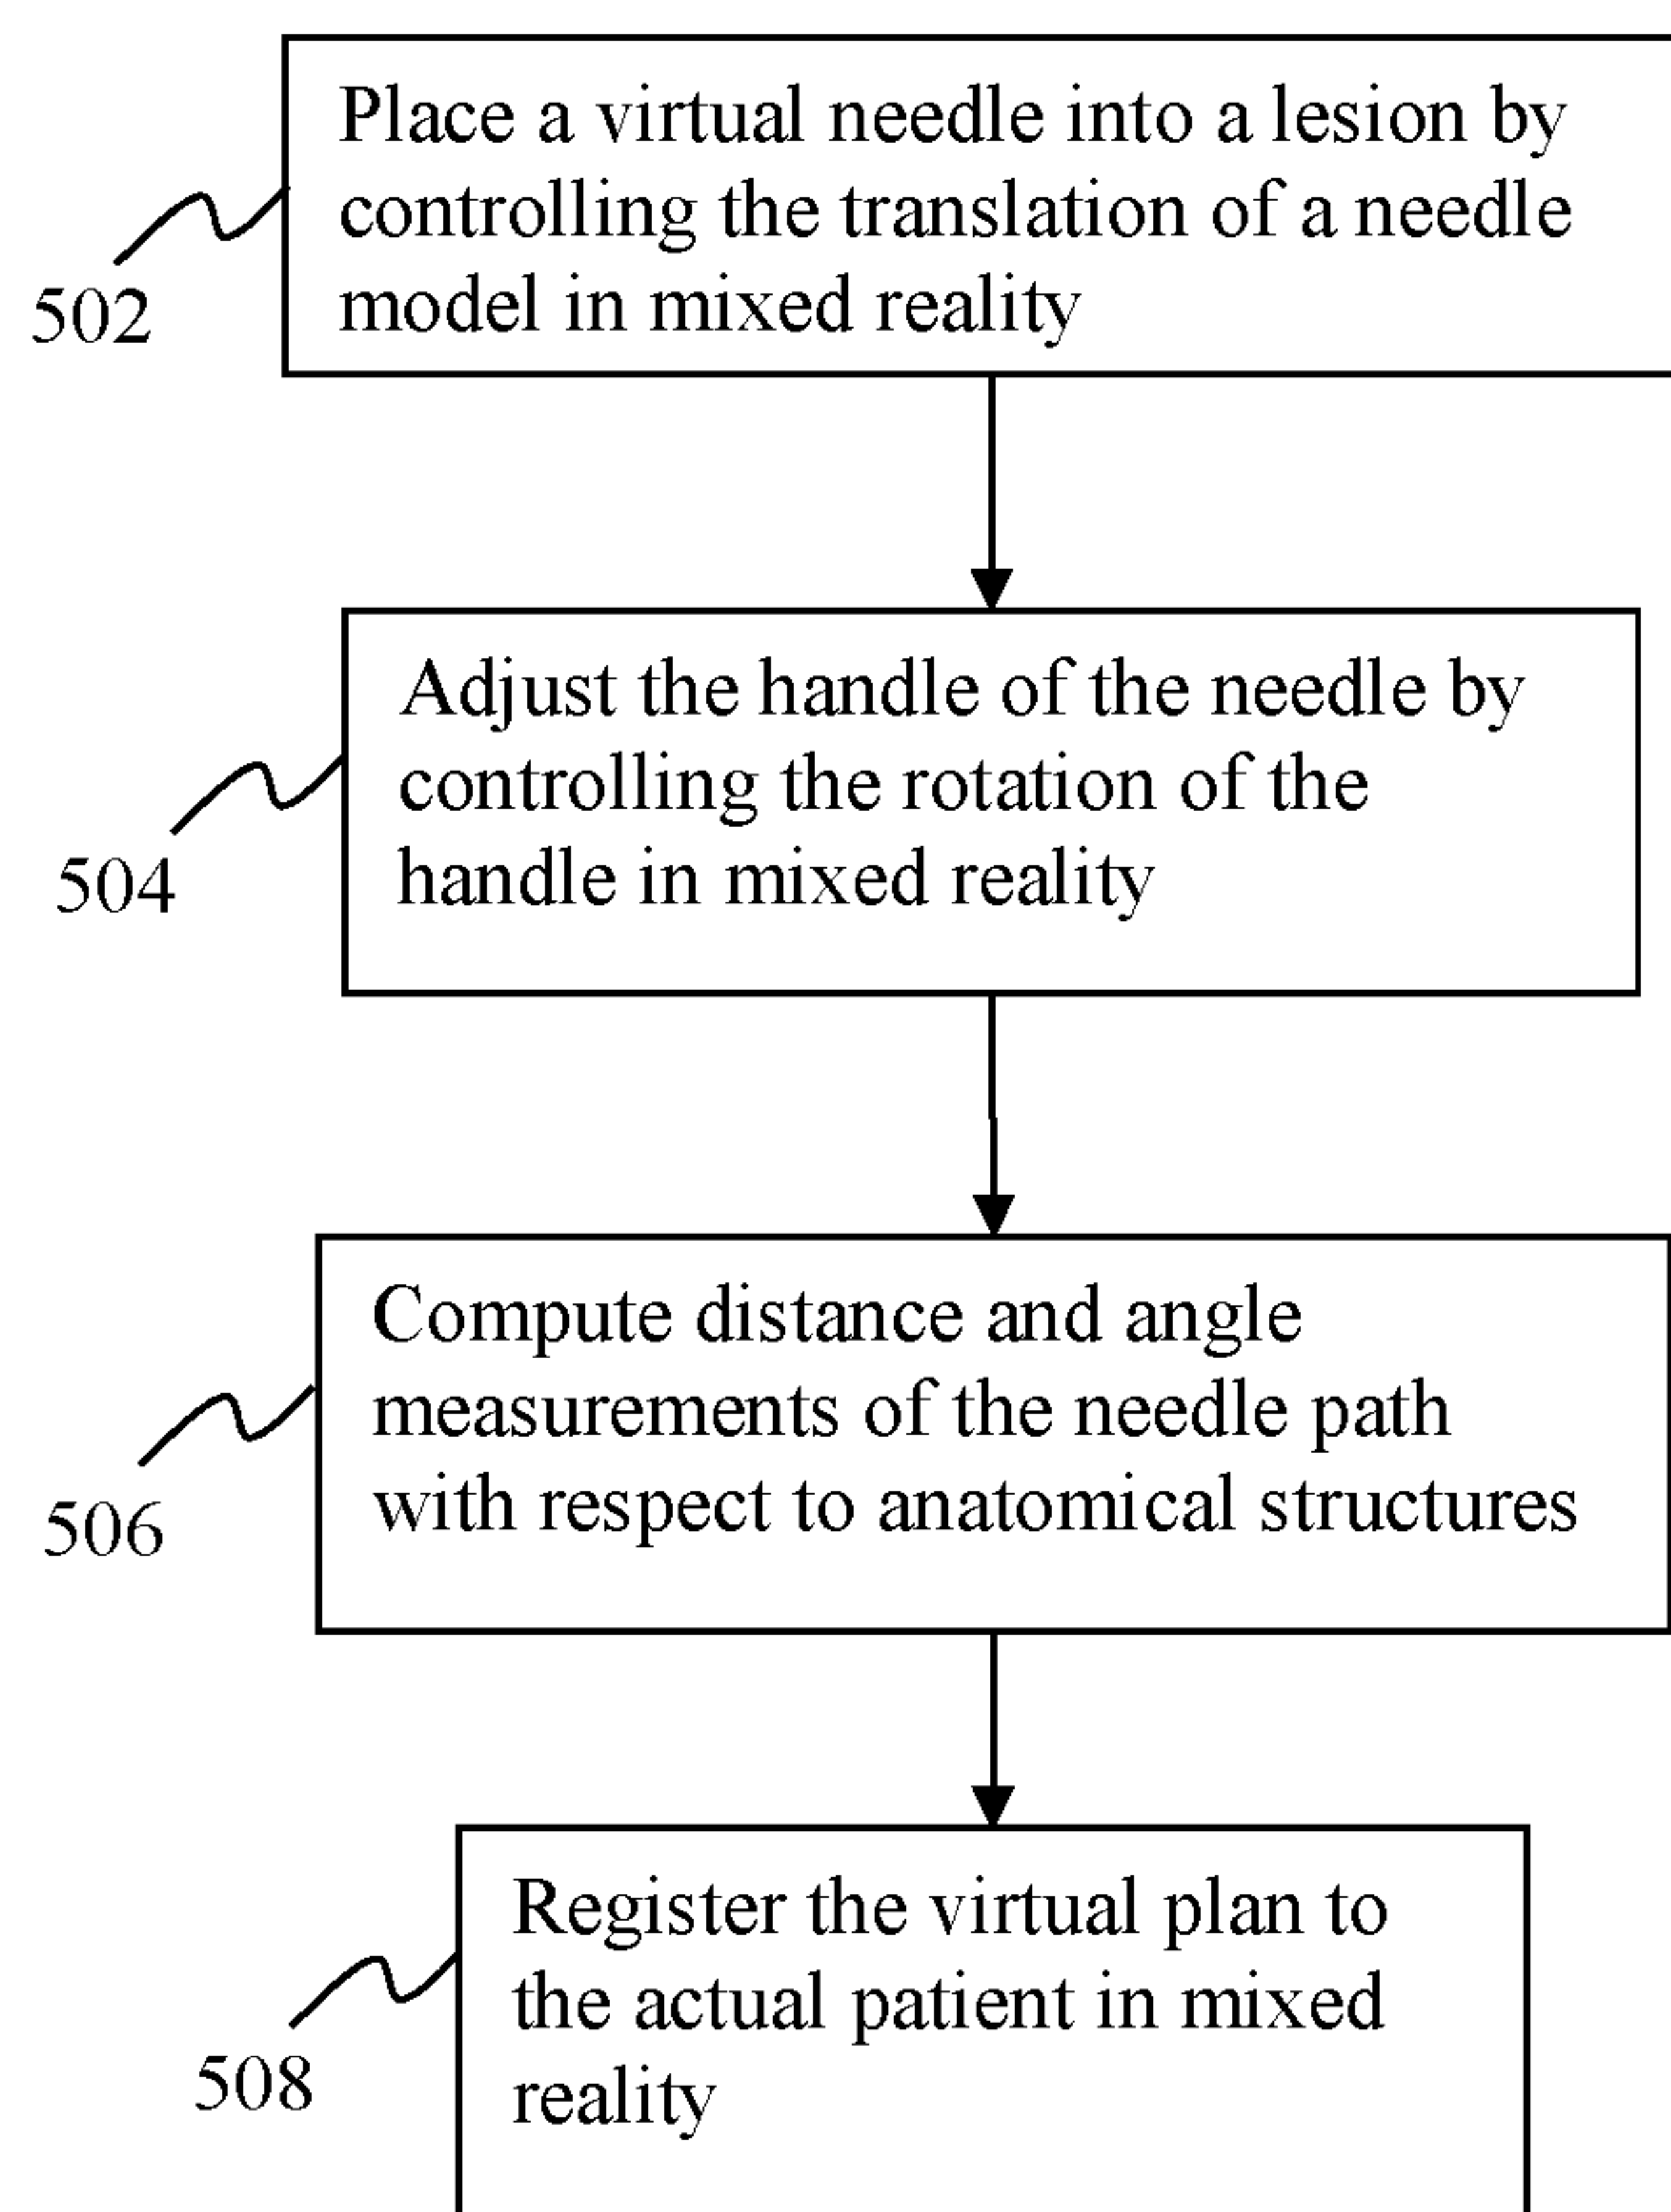 Place a virtual needle into a lesion by
controlling the translation of a needle
model in mixed reality
502
Adjust the handle of the needle by
controlling the rotation of the
handle in mixed reality
504
Compute distance and angle
measurements of the needle path
with respect to anatomical structures
506
Register the virtual plan to
the actual patient in mixed
reality
508